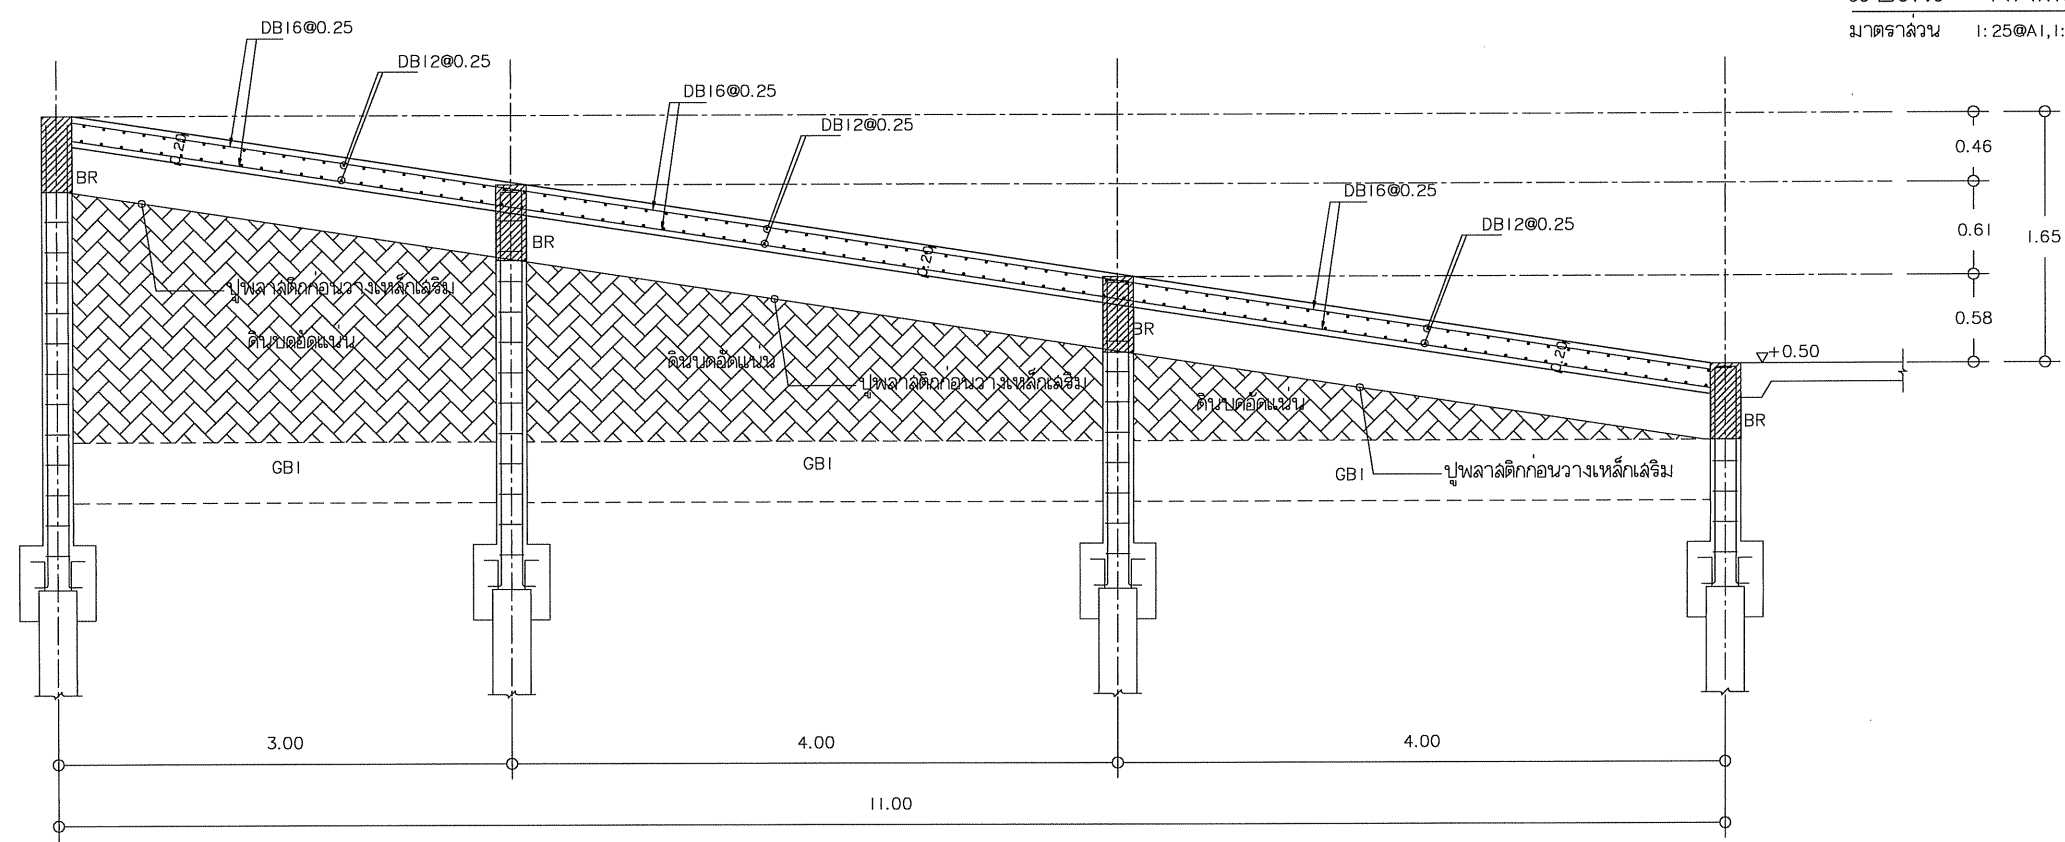 มาตราส่วน 1:25@A1,1:
DB16@0.25
DB12@0.25
DB16@0.25
DB12@0.25
DB16@0.25
DB12@0.25
0.20
0.20
0.20
BR
BR
BR
BR
0.46
0.61
1.65
0.58
+0.50
ปูพลาสติกก่อนวางเหล็กเสริม
ดินบดอัดแน่น
ดินบดอัดแน่น
ปูพลาสติกก่อนวางเหล็กเสริม
ดินบดอัดแน่น
ปูพลาสติกก่อนวางเหล็กเสริม
GB1
GB1
GB1
3.00
4.00
4.00
11.00